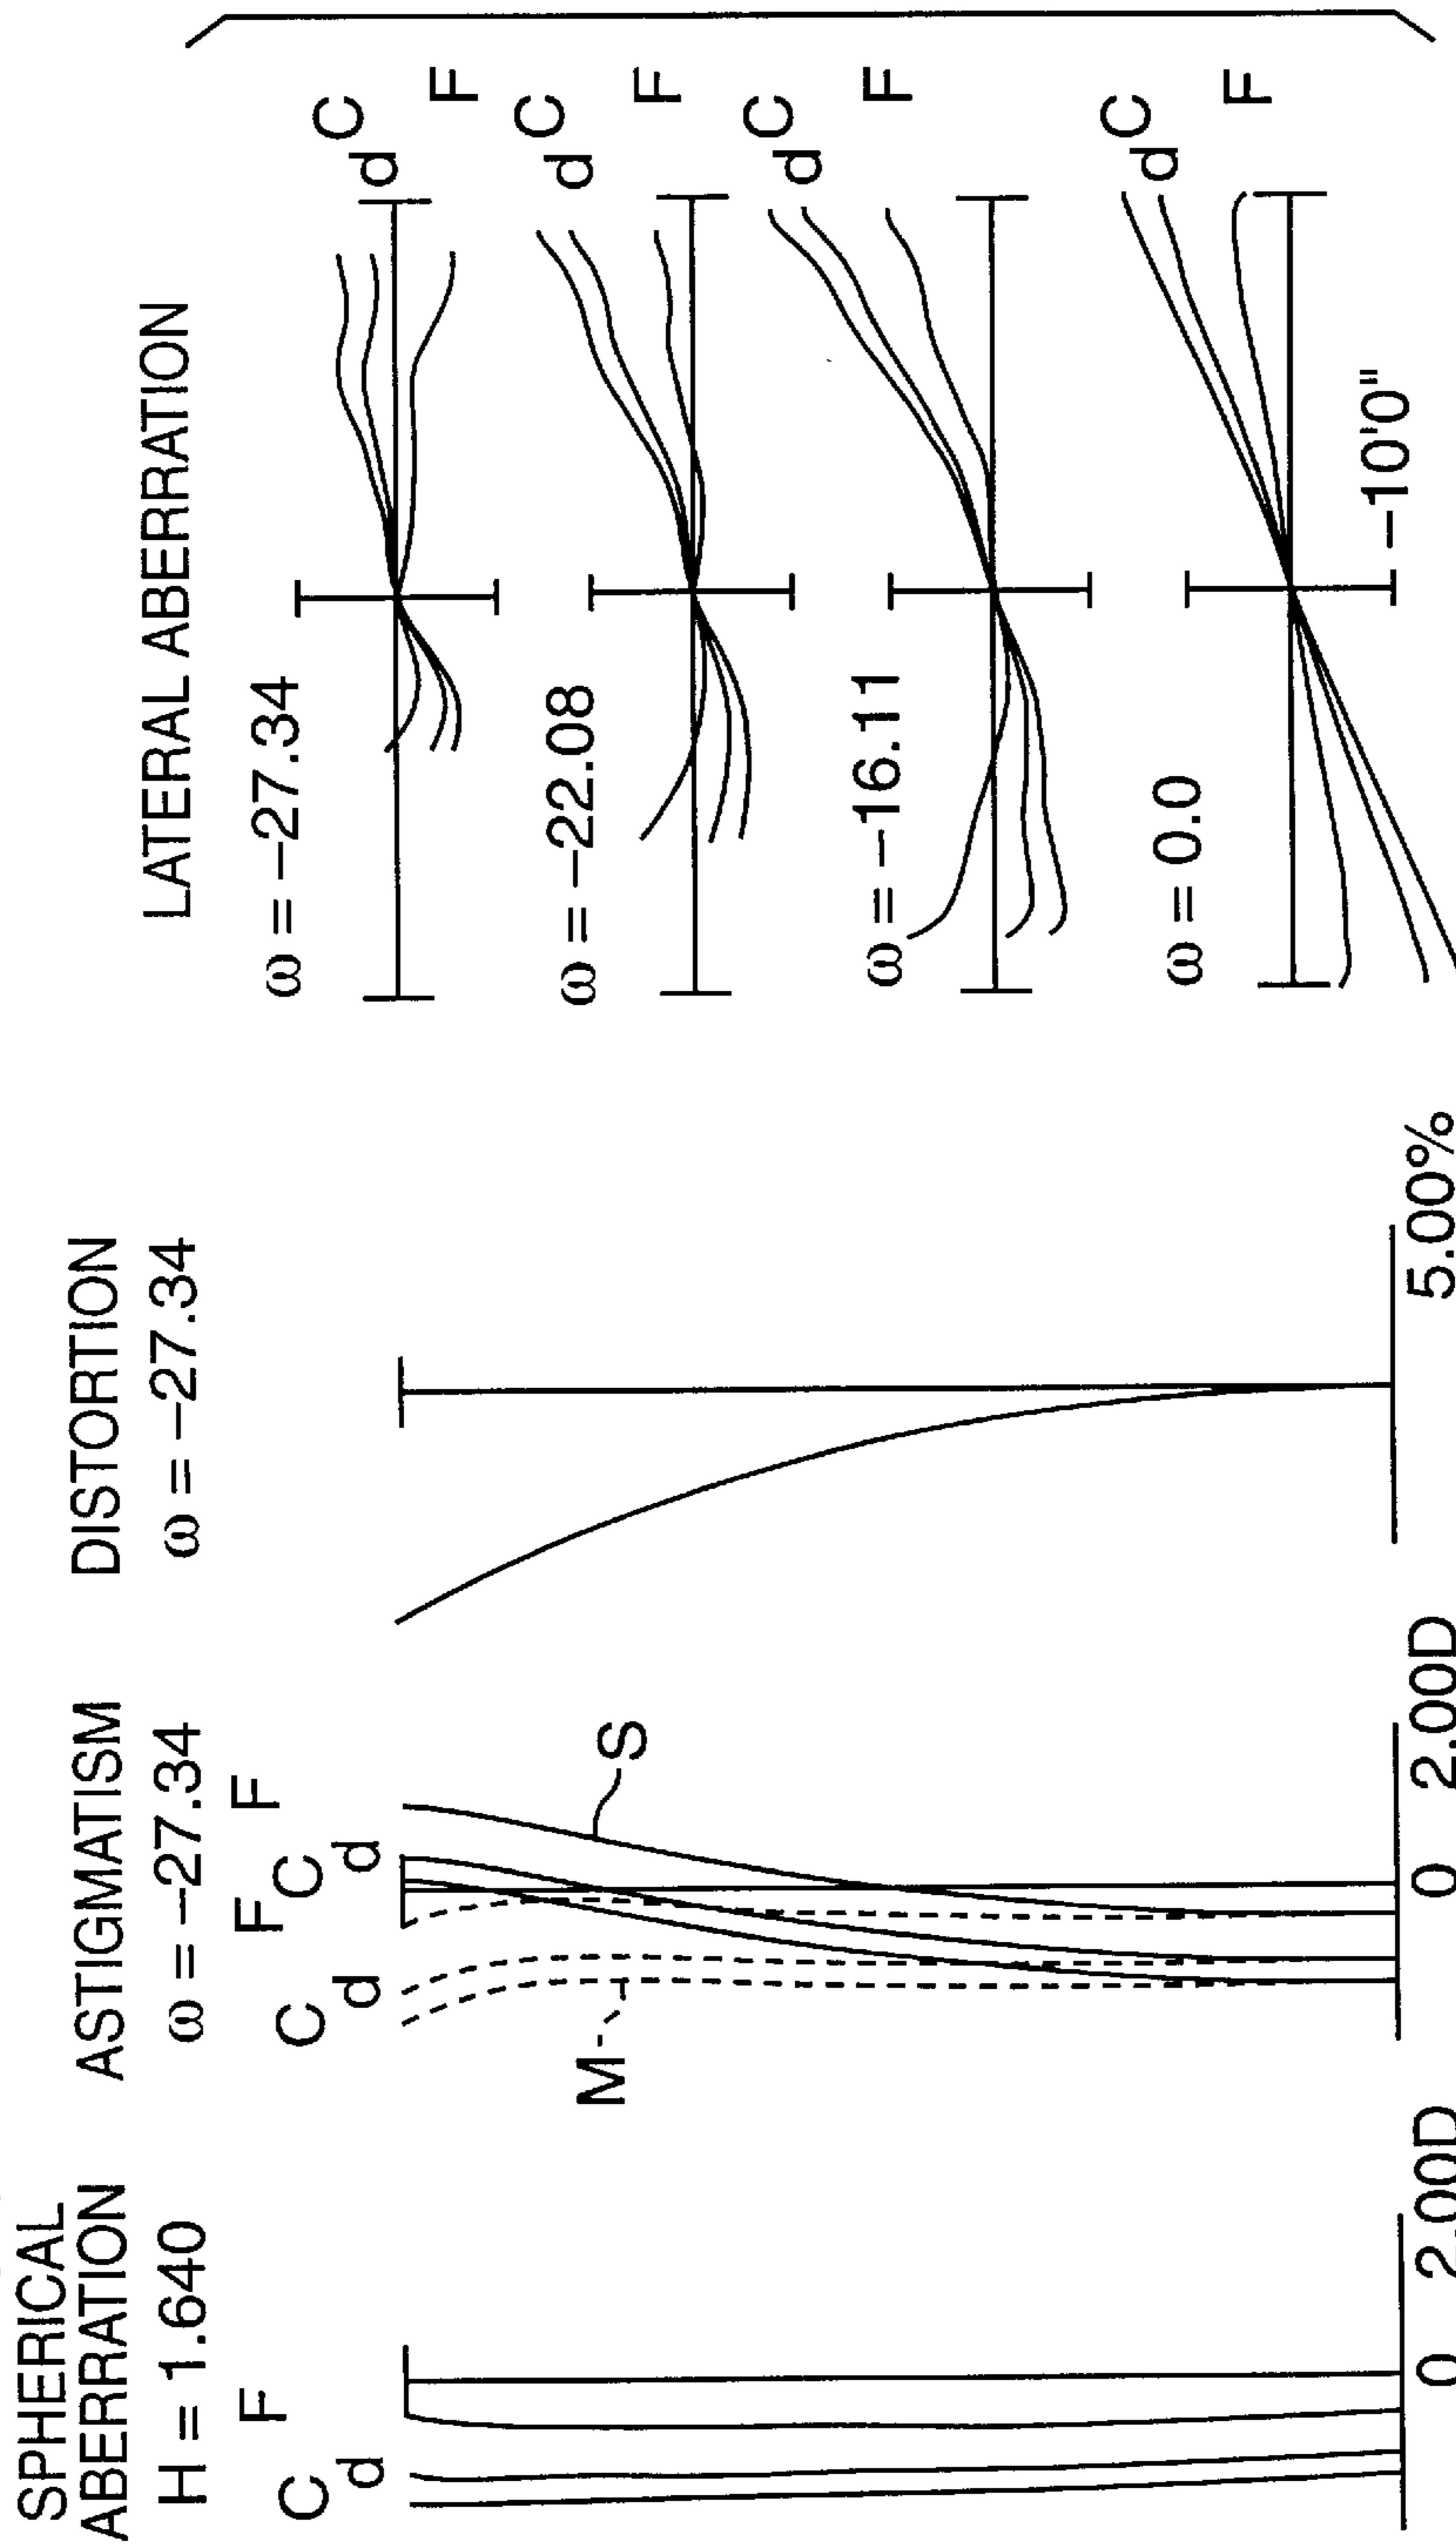 SPHERICAL
ABERRATION
H = 1.640
F
C
d
0
2.00D
ASTIGMATISM
ω = −27.34
F
C
d
F
C
d
S
M
0
2.00D
DISTORTION
ω = −27.34
5.00%
LATERAL ABERRATION
ω = −27.34
C
d
F
ω = −22.08
C
d
F
ω = −16.11
C
d
F
ω = 0.0
C
d
F
−10'0"